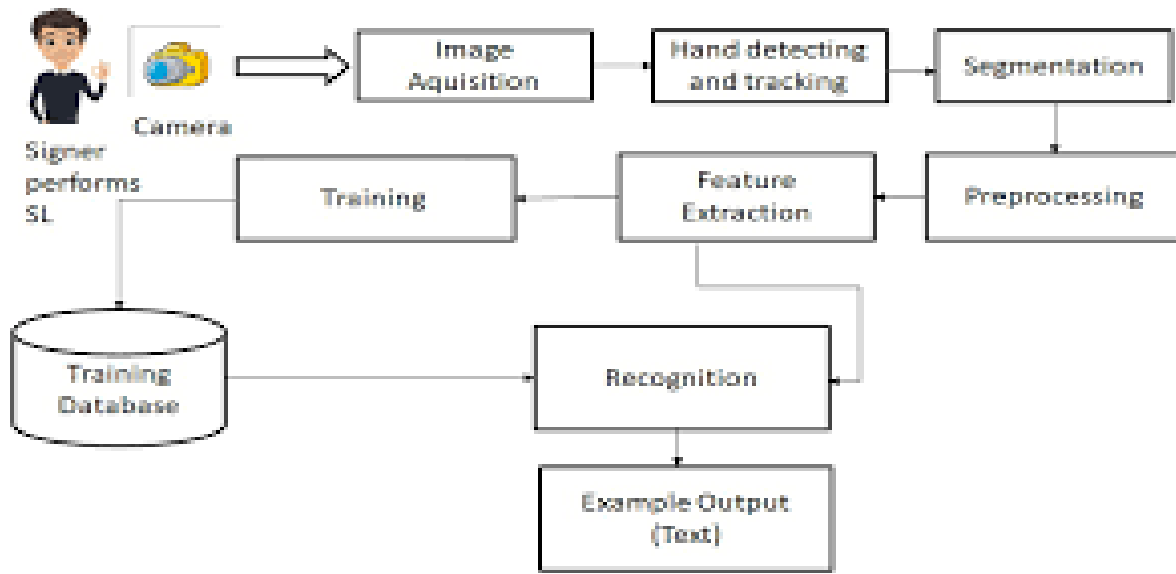 Image
Aquisition
Hand detecting
and tracking
Segmentation
Camera
Signer
performs
SL
Training
Feature
Extraction
Preprocessing
Training
Database
Recognition
Example Output
(Text)